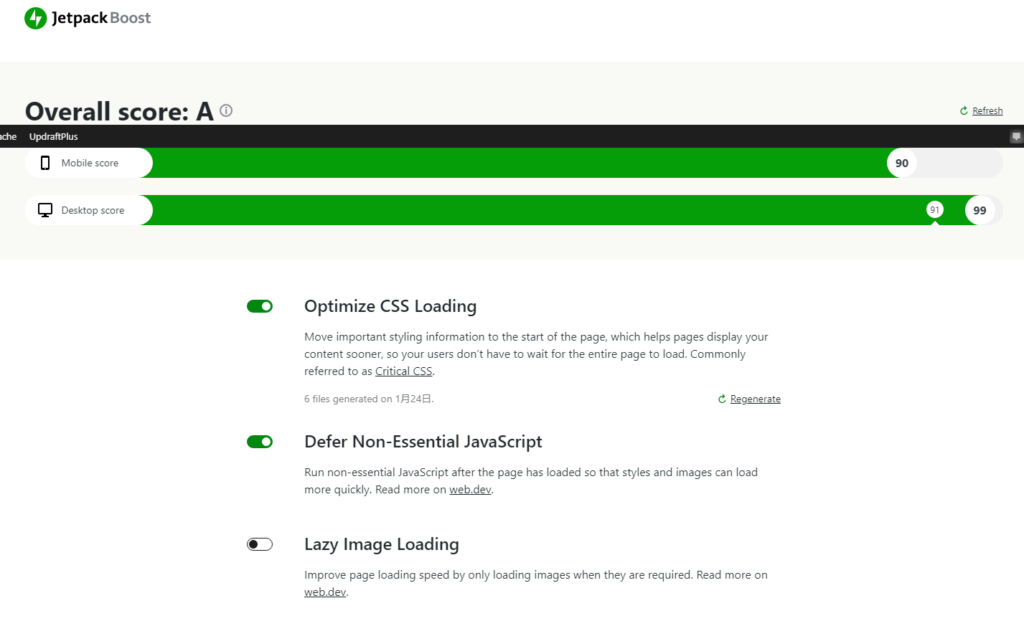 Jetpack Boost
Overall score: A
Refresh
UpdraftPlus
Mobile score
90
Desktop score
91
99
Optimize CSS Loading
Move important styling information to the start of the page, which helps pages display your
content sooner, so your users don't have to wait for the entire page to load. Commonly
referred to as Critical CSS.
6 files generated on 1月24日.
Regenerate
Defer Non-Essential JavaScript
Run non-essential JavaScript after the page has loaded so that styles and images can load
more quickly. Read more on web.dev.
Lazy Image Loading
Improve page loading speed by only loading images when they are required. Read more on
web.dev.